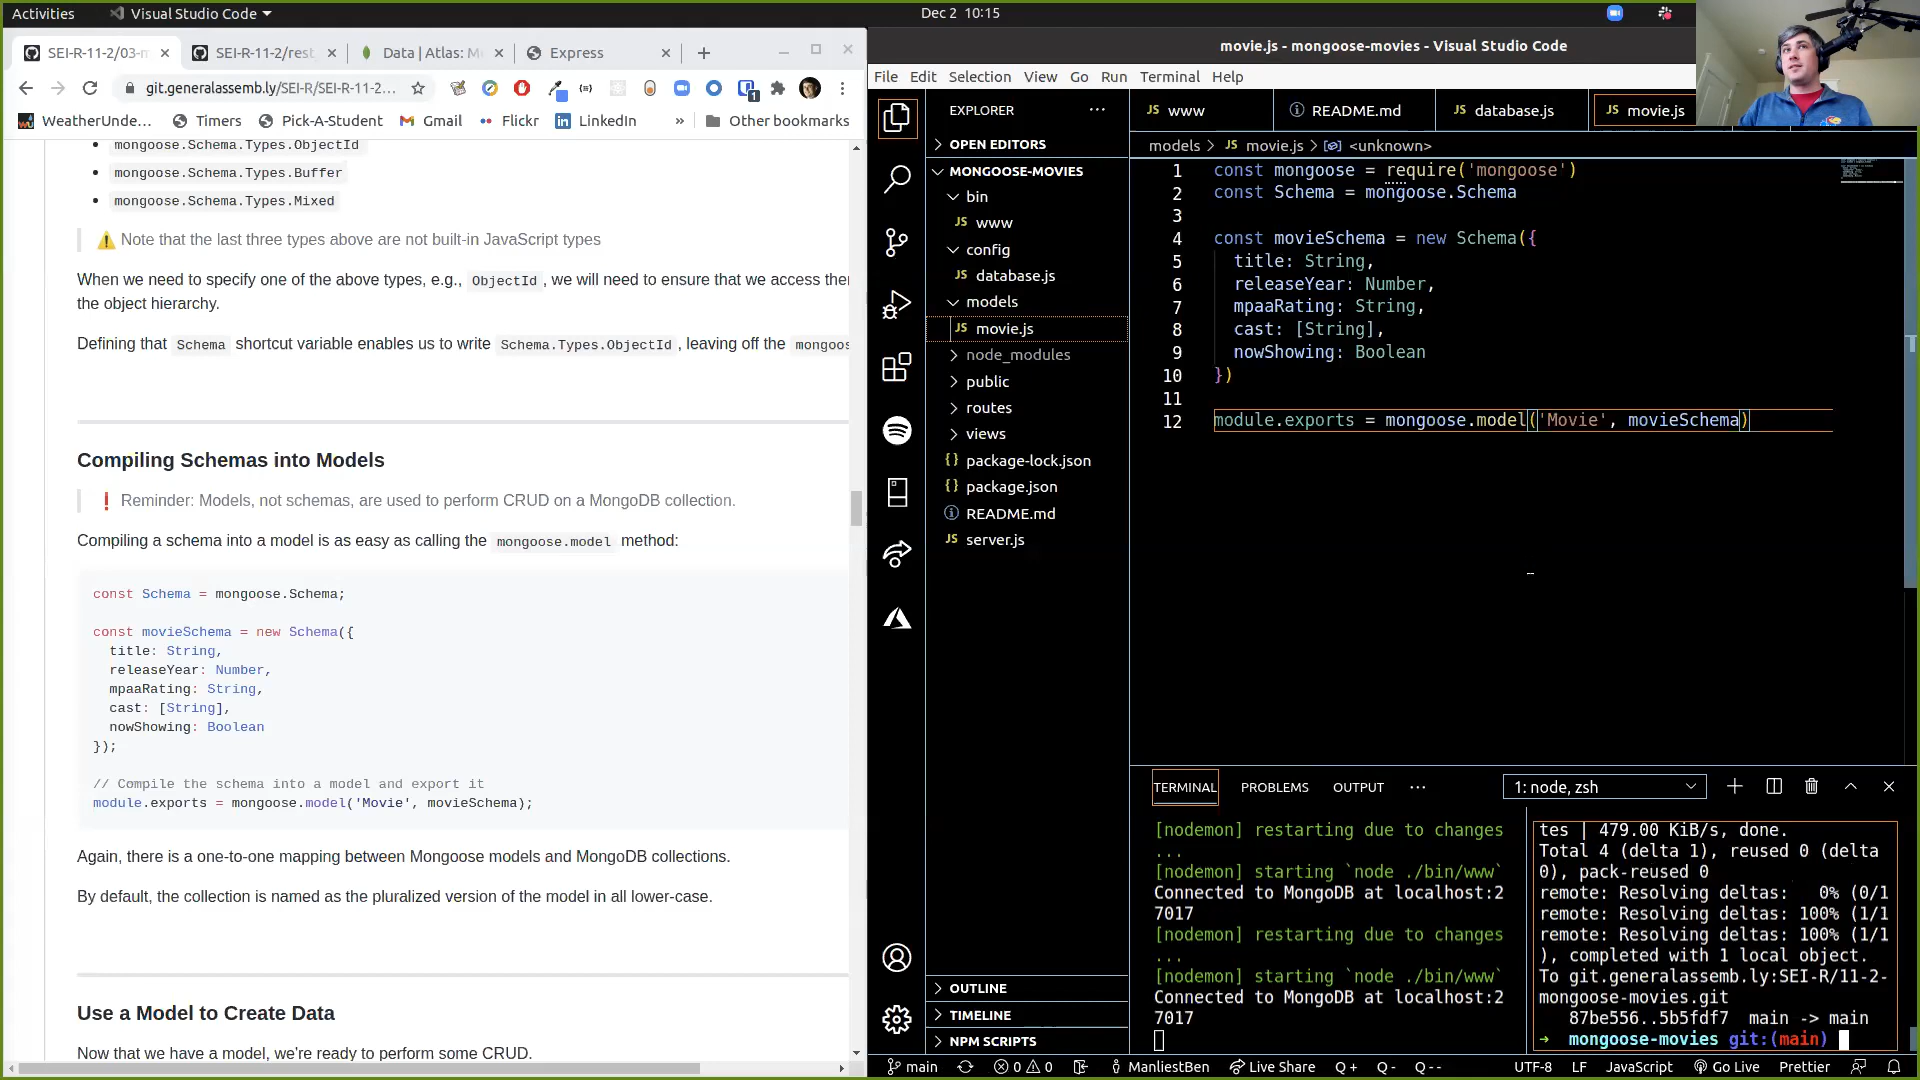 Activities
Visual Studio Code
Dec 2 10:15
SEI-R-11-2/03-m
SEI-R-11-2/rest
Data | Atlas: M
Express
git.generalassemb.ly/SEI-R/SEI-R-11-2...
1
WeatherUnde...
Timers
Pick-A-Student
Gmail
Flickr
LinkedIn
»
Other bookmarks
mongoose.Schema.Types.ObjectId
mongoose.Schema.Types.Buffer
mongoose.Schema.Types.Mixed
Note that the last three types above are not built-in JavaScript types
When we need to specify one of the above types, e.g., ObjectId, we will need to ensure that we access then
the object hierarchy.
Defining that Schema shortcut variable enables us to write Schema.Types.ObjectId, leaving off the mongoos
Compiling Schemas into Models
Reminder: Models, not schemas, are used to perform CRUD on a MongoDB collection.
Compiling a schema into a model is as easy as calling the mongoose.model method:
const Schema = mongoose.Schema;
const movieSchema = new Schema({
title: String,
releaseYear: Number,
mpaaRating: String,
cast: [String],
nowShowing: Boolean
});
// Compile the schema into a model and export it
module.exports = mongoose.model('Movie', movieSchema);
Again, there is a one-to-one mapping between Mongoose models and MongoDB collections.
By default, the collection is named as the pluralized version of the model in all lower-case.
Use a Model to Create Data
Now that we have a model, we're ready to perform some CRUD.
movie.js - mongoose-movies - Visual Studio Code
File Edit Selection View Go Run Terminal Help
EXPLORER
OPEN EDITORS
MONGOOSE-MOVIES
bin
JS www
config
JS database.js
models
JS movie.js
node_modules
public
routes
views
{} package-lock.json
{} package.json
README.md
JS server.js
OUTLINE
TIMELINE
NPM SCRIPTS
JS www
README.md
JS database.js
JS movie.js
models > JS movie.js > <unknown>
1 const mongoose = require('mongoose')
2 const Schema = mongoose.Schema
3
4 const movieSchema = new Schema({
5 title: String,
6 releaseYear: Number,
7 mpaaRating: String,
8 cast: [String],
9 nowShowing: Boolean
10 })
11
12 module.exports = mongoose.model('Movie', movieSchema)
TERMINAL PROBLEMS OUTPUT ...
1: node, zsh
[nodemon] restarting due to changes
...
[nodemon] starting `node ./bin/www`
Connected to MongoDB at localhost:2
7017
[nodemon] restarting due to changes
...
[nodemon] starting `node ./bin/www`
Connected to MongoDB at localhost:2
7017
tes | 479.00 KiB/s, done.
Total 4 (delta 1), reused 0 (delta
0), pack-reused 0
remote: Resolving deltas: 0% (0/1
remote: Resolving deltas: 100% (1/1
remote: Resolving deltas: 100% (1/1
), completed with 1 local object.
To git.generalassemb.ly:SEI-R/11-2-
mongoose-movies.git
87be556..5b5fdf7 main -> main
→ mongoose-movies git:(main)
main
0
0
ManliestBen
Live Share
Q +
Q -
Q --
UTF-8
LF
JavaScript
Go Live
Prettier